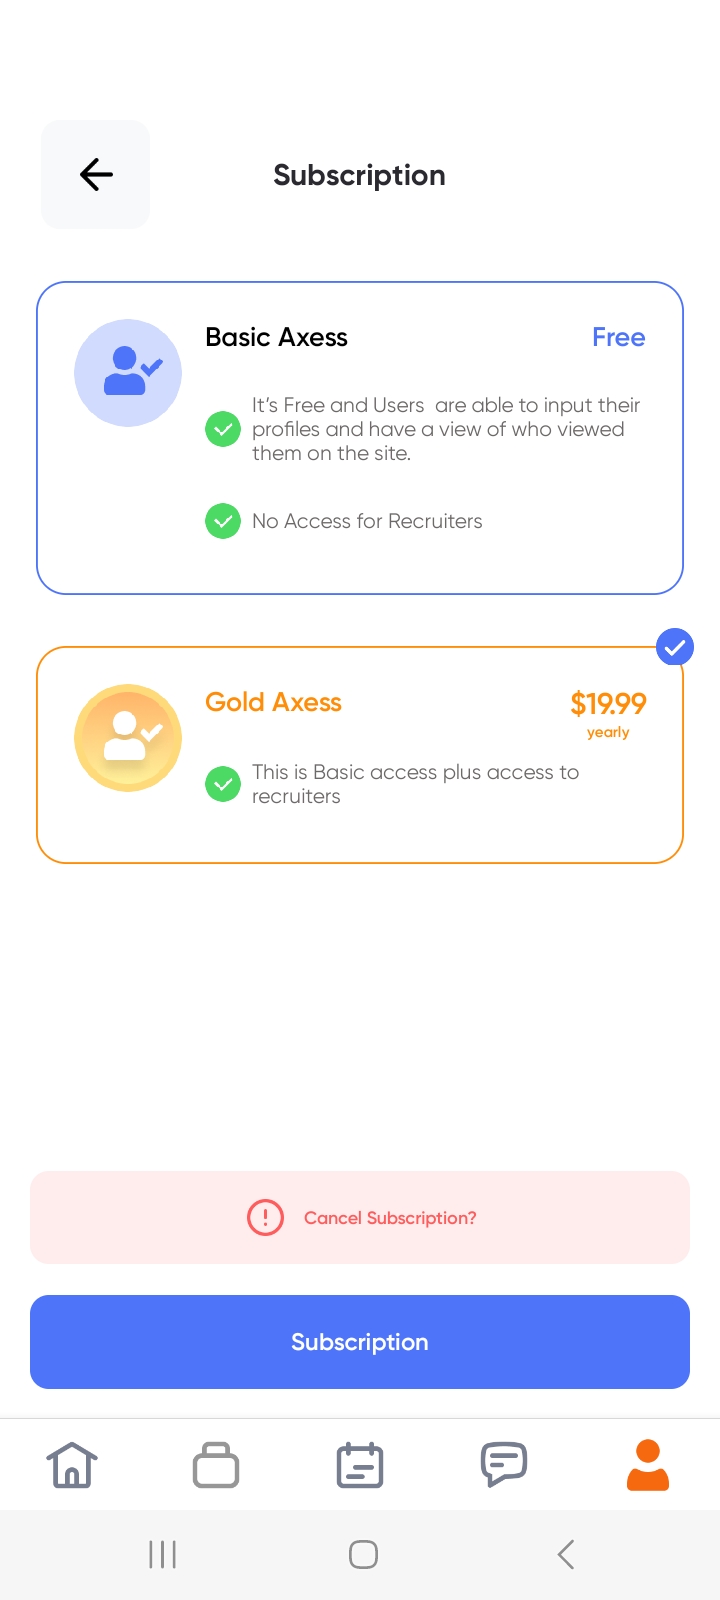 Subscription
Basic Axess
Free
It's Free and Users  are able to input their
profiles and have a view of who viewed
them on the site.
No Access for Recruiters
Gold Axess
$19.99
yearly
This is Basic access plus access to
recruiters
Cancel Subscription?
Subscription